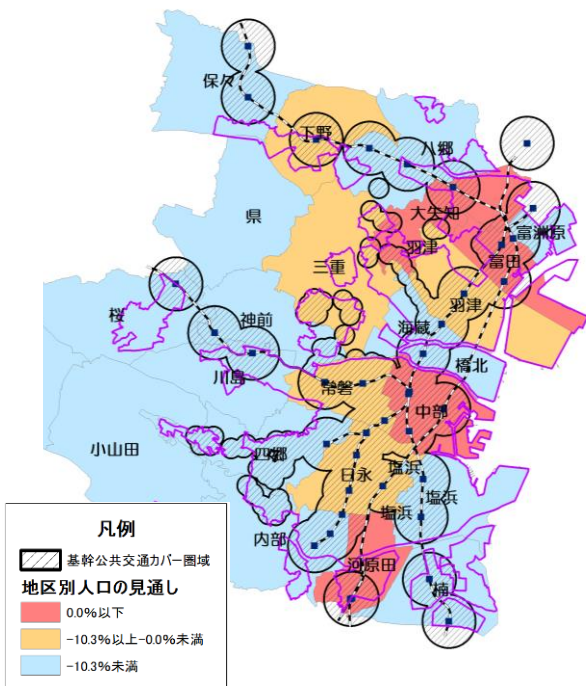 保々
下野
八郷
県
大矢知
羽津
富洲原
富田
三重
羽津
桜
神前
海蔵
橋北
川島
常磐
中部
小山田
四郷
日永
塩浜
塩浜
塩浜
内部
河原田
楠
凡例
基幹公共交通カバー圏域
地区別人口の見通し
0.0%以下
-10.3%以上-0.0%未満
-10.3%未満